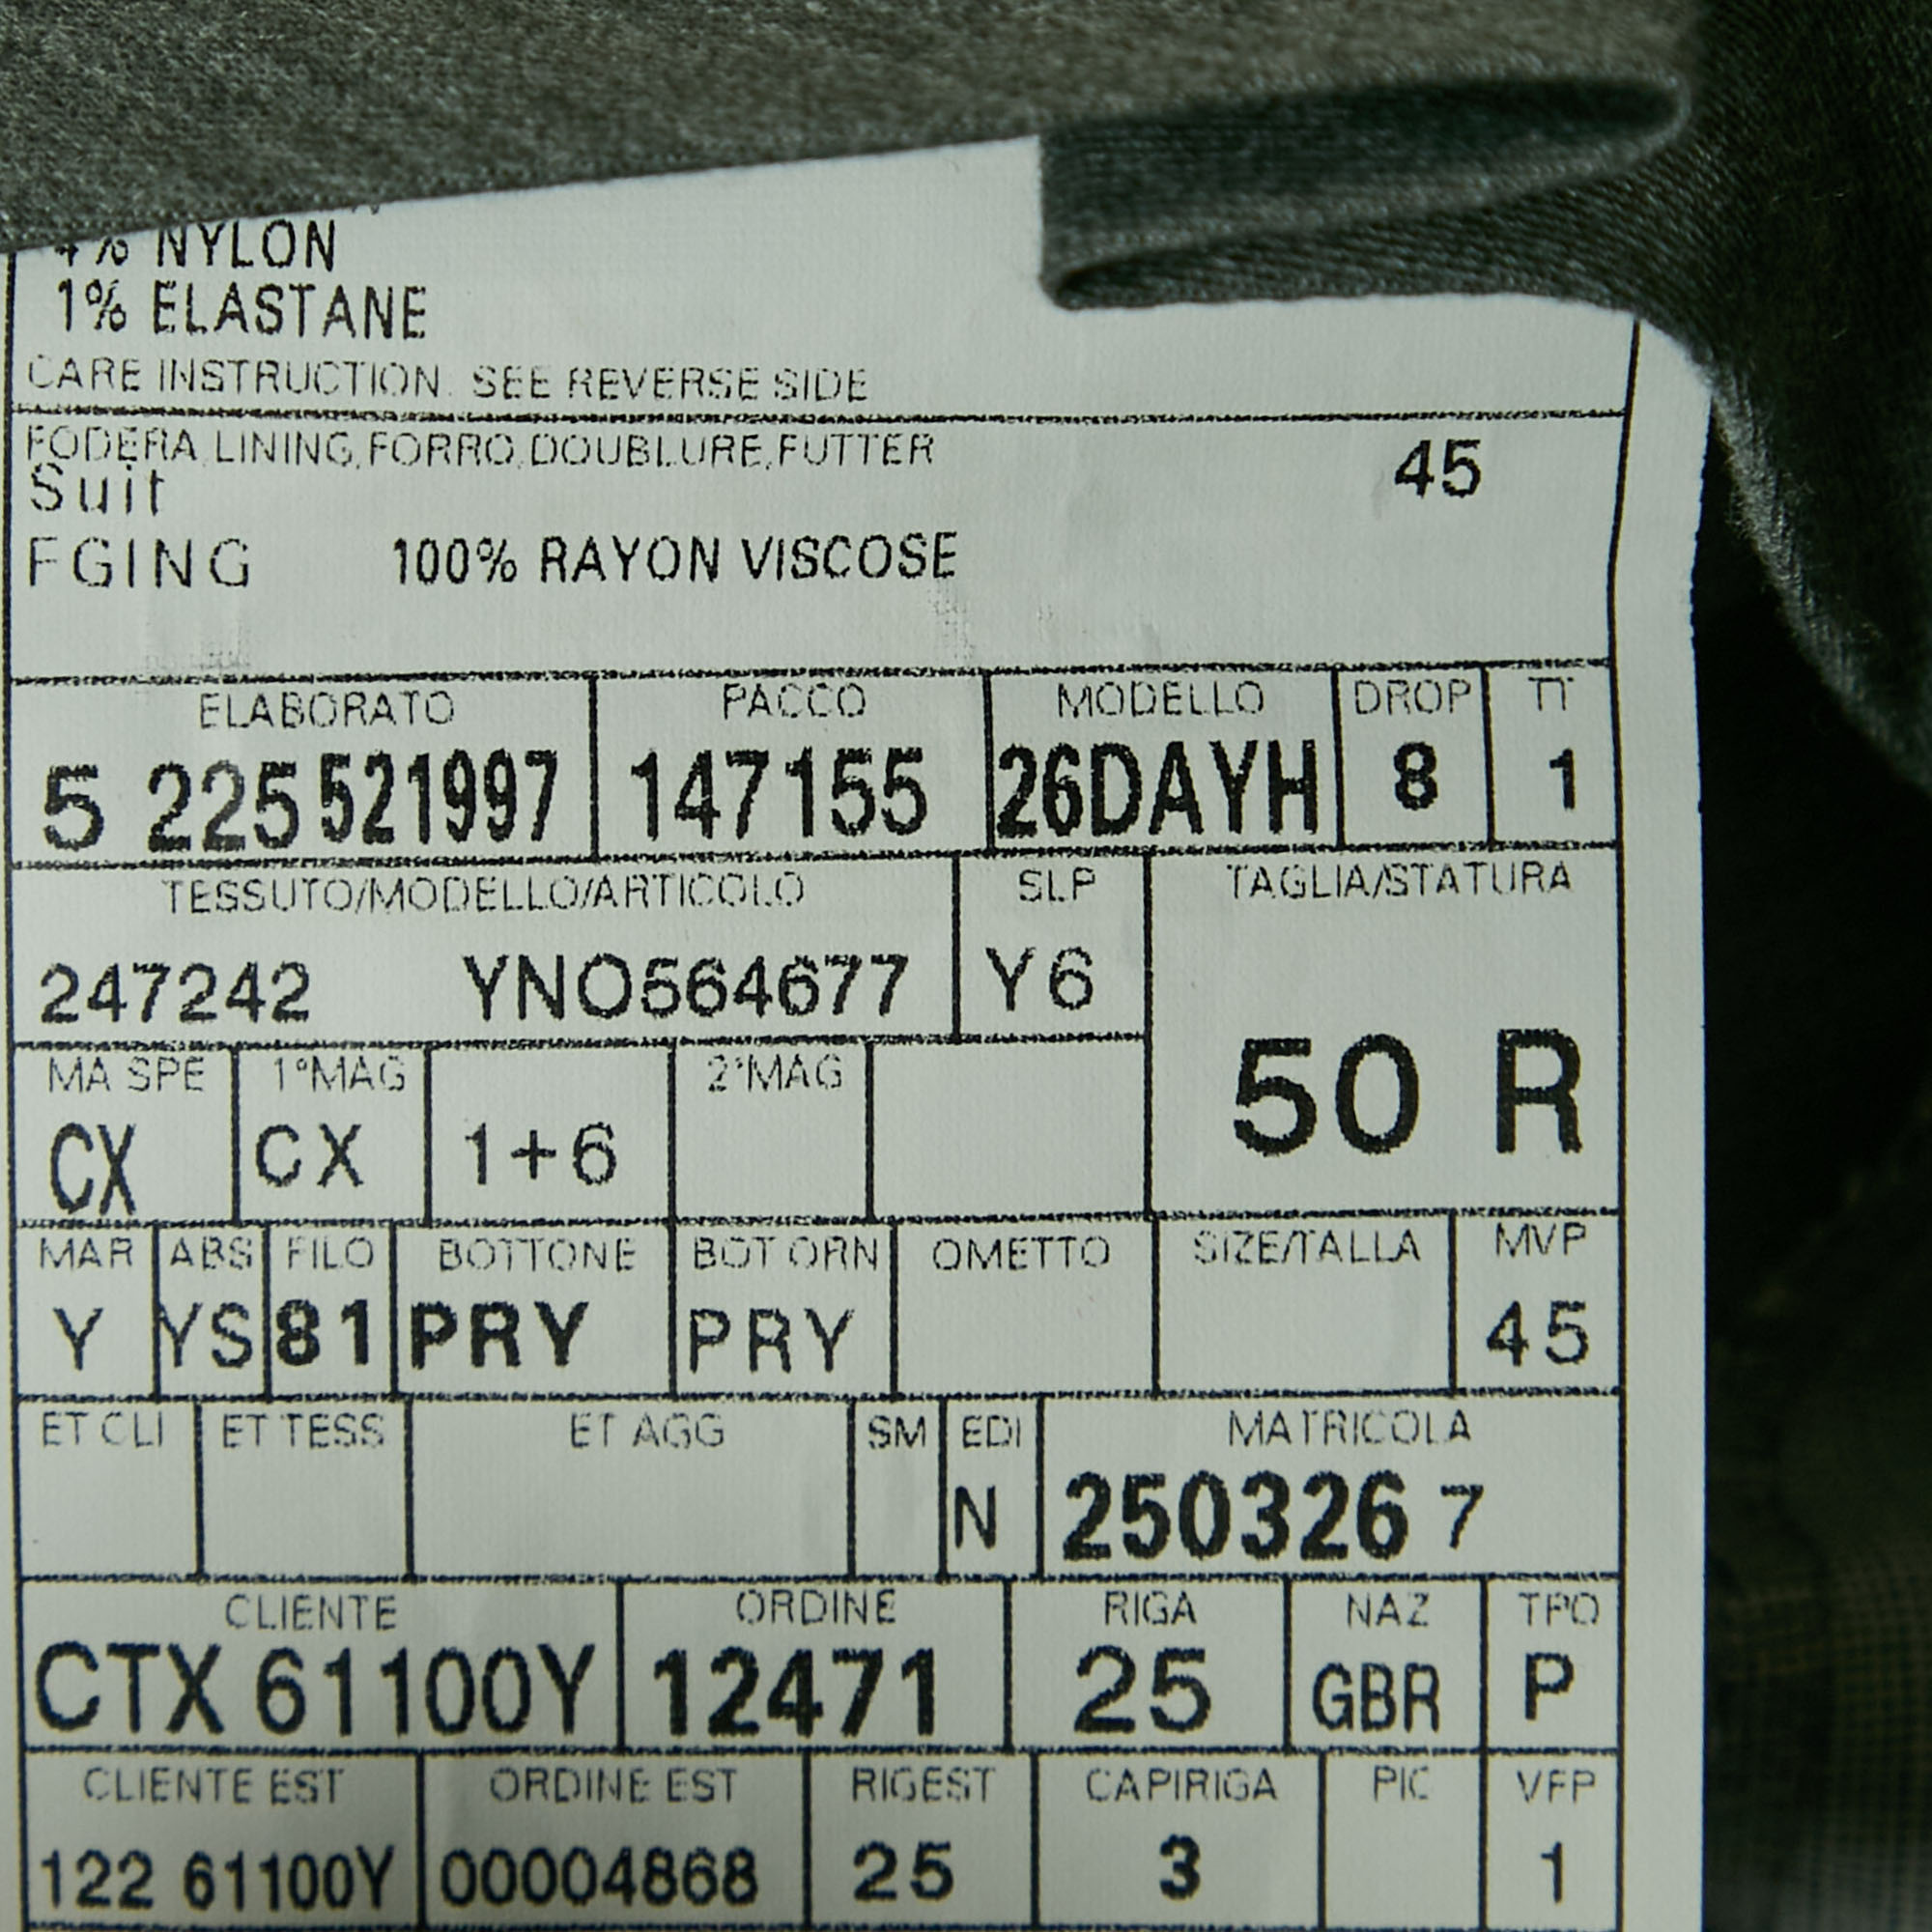 4% NYLON
1% ELASTANE
CARE INSTRUCTION: SEE REVERSE SIDE
FODERA,LINING,FORRO,DOUBLURE,FUTTER
Suit 45
FGING 100% RAYON VISCOSE
ELABORATO PACCO MODELLO DROP TT
5 225 521997 147155 26DAYH 8 1
TESSUTO/MODELLO/ARTICOLO SLP TAGLIA/STATURA
247242 YNO564677 Y6
50 R
MA SPE 1°MAG 2°MAG
CX CX 1+6
MAR ABS FILO BOTTONE BOT ORN OMETTO SIZE/TALLA MVP
Y YS 81 PRY PRY 45
ET CLI ET TESS ET AGG SM EDI MATRICOLA
N 250326 7
CLIENTE ORDINE RIGA NAZ TPO
CTX 61100Y 12471 25 GBR P
CLIENTE EST ORDINE EST RIGEST CAPIRIGA PIC VFP
122 61100Y 00004868 25 3 1